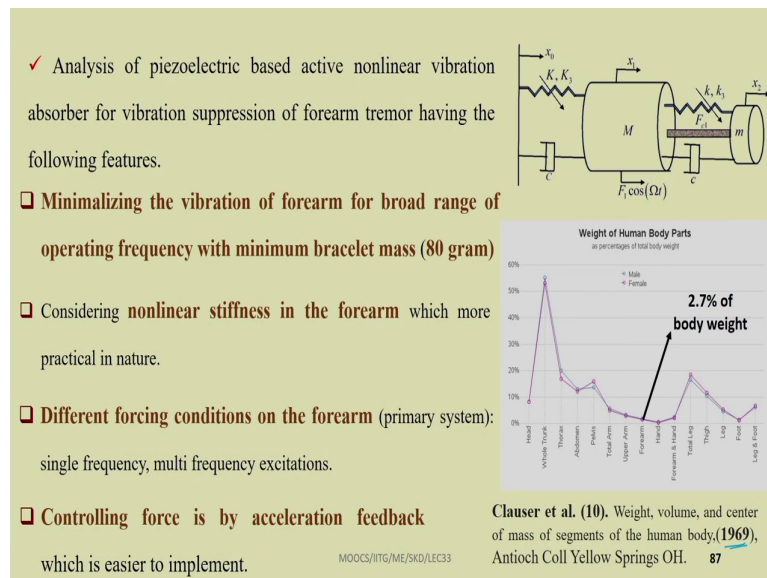 ✓ Analysis of piezoelectric based active nonlinear vibration
absorber for vibration suppression of forearm tremor having the
following features.
❑ Minimalizing the vibration of forearm for broad range of
operating frequency with minimum bracelet mass (80 gram)
❑ Considering nonlinear stiffness in the forearm which more
practical in nature.
❑ Different forcing conditions on the forearm (primary system):
single frequency, multi frequency excitations.
❑ Controlling force is by acceleration feedback
which is easier to implement.
x₀
x₁
x₂
K, K₃
k, k₃
F_c1
M
m
C
c
F₁ cos(Ωt)
Weight of Human Body Parts
as percentages of total body weight
Male
Female
60%
50%
40%
30%
20%
10%
0%
2.7% of
body weight
Head
Whole Trunk
Thorax
Abdomen
Pelvis
Total Arm
Upper Arm
Forearm
Hand
Forearm & Hand
Total Leg
Thigh
Leg
Foot
Leg & Foot
Clauser et al. (10). Weight, volume, and center
of mass of segments of the human body,(1969),
Antioch Coll Yellow Springs OH.
MOOCS/IITG/ME/SKD/LEC33
87